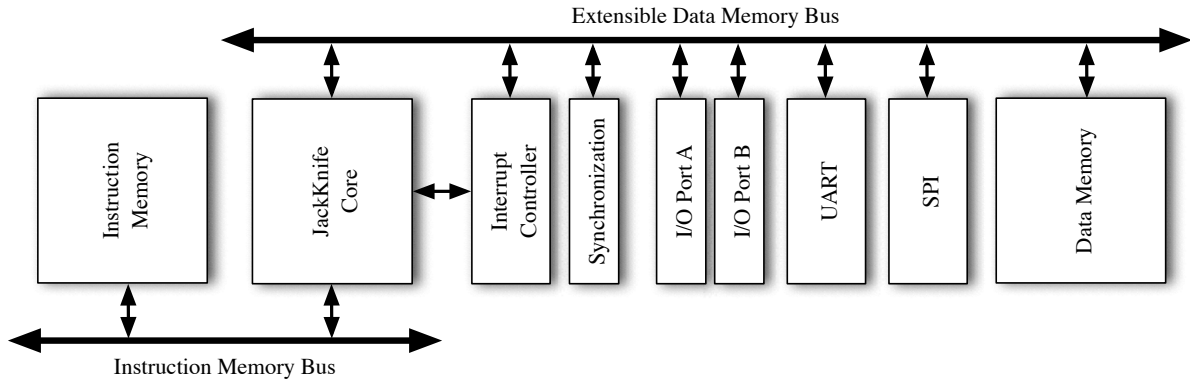 Extensible Data Memory Bus
Instruction
Memory
JackKnife
Core
Interrupt
Controller
Synchronization
I/O Port A
I/O Port B
UART
SPI
Data Memory
Instruction Memory Bus